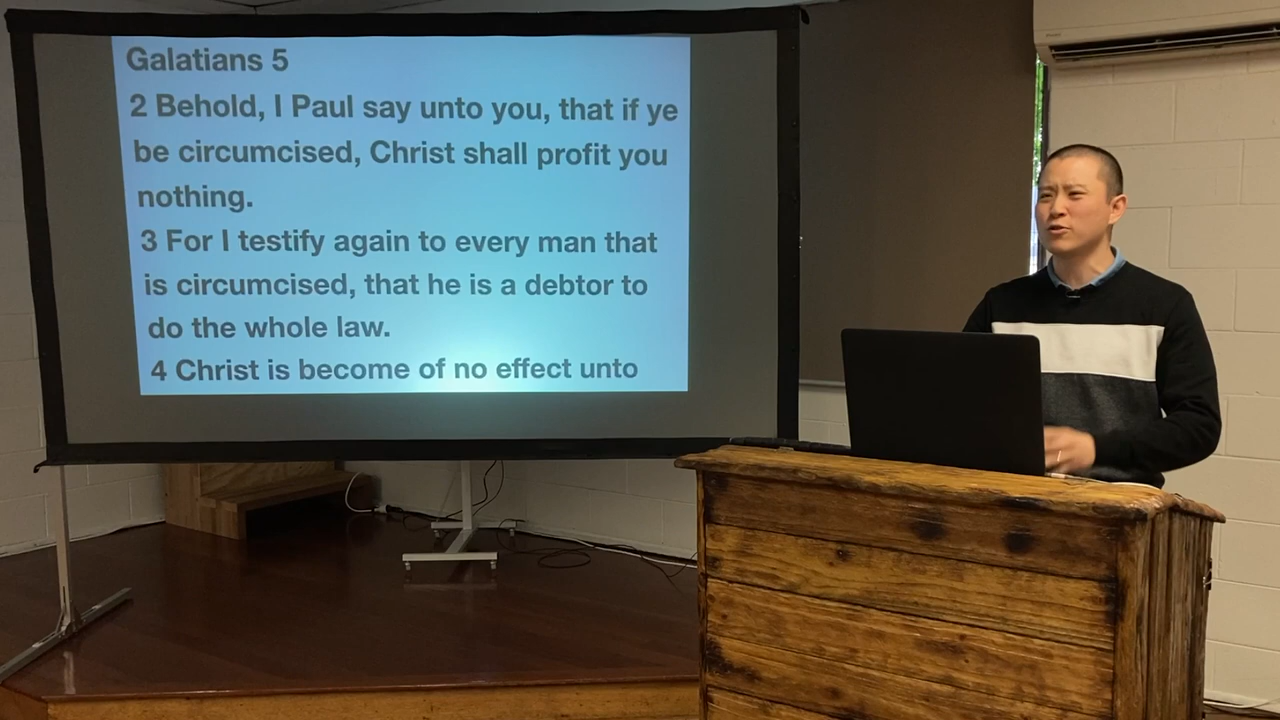 Galatians 5
2 Behold, I Paul say unto you, that if ye
be circumcised, Christ shall profit you
nothing.
3 For I testify again to every man that
is circumcised, that he is a debtor to
do the whole law.
4 Christ is become of no effect unto